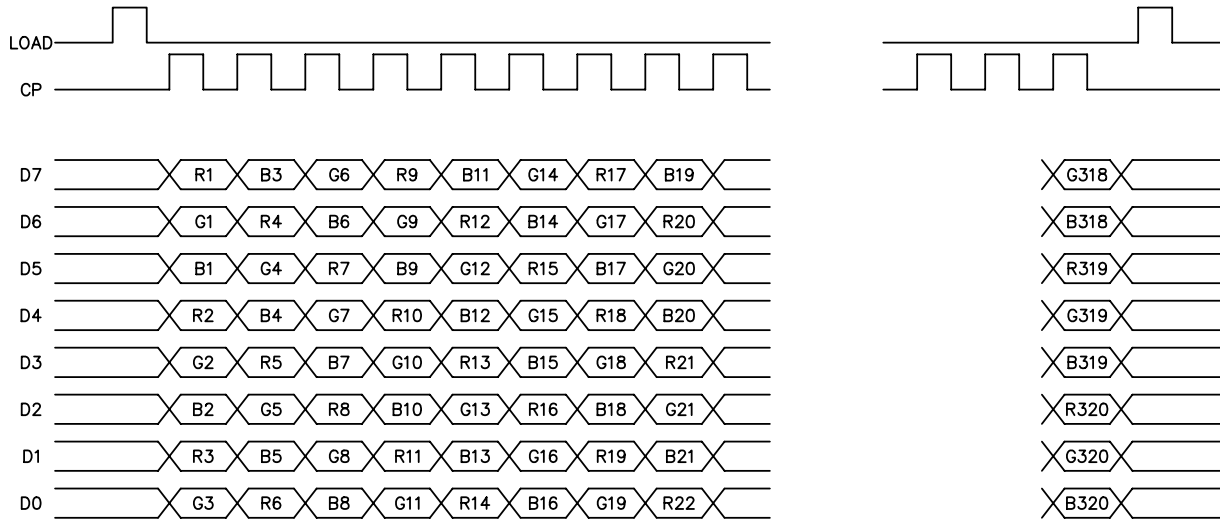 LOAD
CP
D7 R1 B3 G6 R9 B11 G14 R17 B19 G318
D6 G1 R4 B6 G9 R12 B14 G17 R20 B318
D5 B1 G4 R7 B9 G12 R15 B17 G20 R319
D4 R2 B4 G7 R10 B12 G15 R18 B20 G319
D3 G2 R5 B7 G10 R13 B15 G18 R21 B319
D2 B2 G5 R8 B10 G13 R16 B18 G21 R320
D1 R3 B5 G8 R11 B13 G16 R19 B21 G320
D0 G3 R6 B8 G11 R14 B16 G19 R22 B320